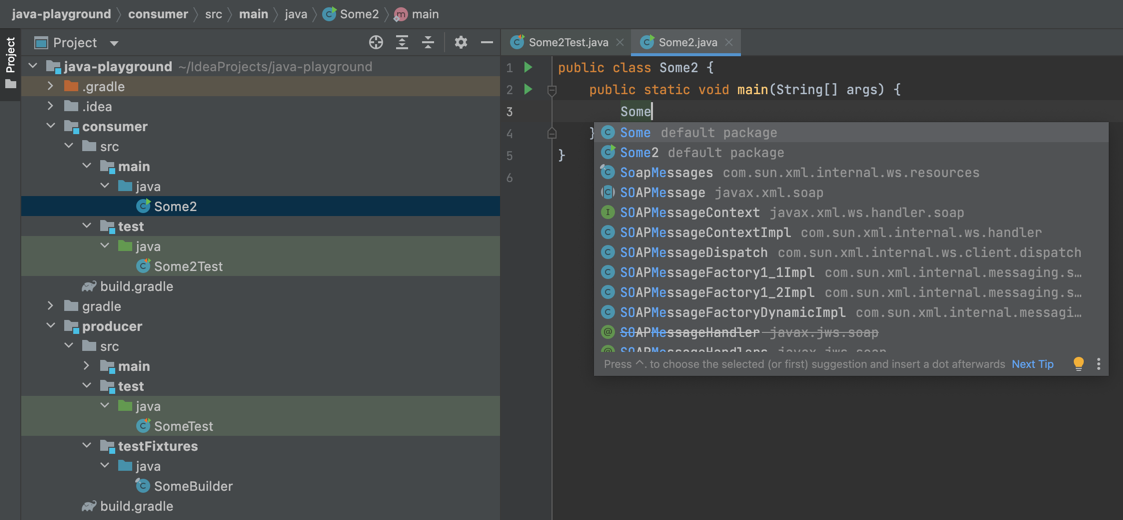 java-playground consumer src main java Some2 main
Project
Project
Some2Test.java
Some2.java
java-playground ~/IdeaProjects/java-playground
.gradle
.idea
consumer
src
main
java
Some2
test
java
Some2Test
build.gradle
gradle
producer
src
main
test
java
SomeTest
testFixtures
java
SomeBuilder
build.gradle
1 public class Some2 {
2 public static void main(String[] args) {
3 Some
4 }
5 }
6
Some default package
Some2 default package
SoapMessages com.sun.xml.internal.ws.resources
SOAPMessage javax.xml.soap
SOAPMessageContext javax.xml.ws.handler.soap
SOAPMessageContextImpl com.sun.xml.internal.ws.handler
SOAPMessageDispatch com.sun.xml.internal.ws.client.dispatch
SOAPMessageFactory1_1Impl com.sun.xml.internal.messaging.s…
SOAPMessageFactory1_2Impl com.sun.xml.internal.messaging.s…
SOAPMessageFactoryDynamicImpl com.sun.xml.internal.messagi…
SOAPMessageHandler javax.jws.soap
SOAPMessageHandlers javax.jws.soap
Press ^. to choose the selected (or first) suggestion and insert a dot afterwards Next Tip